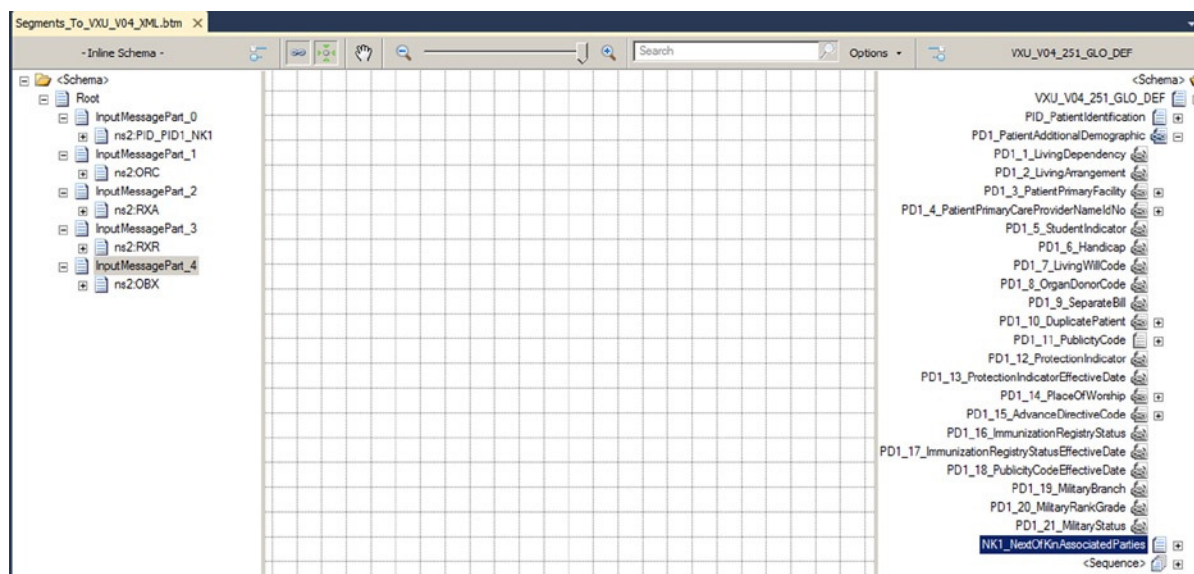 Segments_To_VXU_V04_XML.btm
- Inline Schema -
Search
Options
VXU_V04_251_GLO_DEF
<Schema>
Root
InputMessagePart_0
ns2:PID_PID1_NK1
InputMessagePart_1
ns2:ORC
InputMessagePart_2
ns2:RXA
InputMessagePart_3
ns2:RXR
InputMessagePart_4
ns2:OBX
<Schema>
VXU_V04_251_GLO_DEF
PID_PatientIdentification
PD1_PatientAdditionalDemographic
PD1_1_LivingDependency
PD1_2_LivingArrangement
PD1_3_PatientPrimaryFacility
PD1_4_PatientPrimaryCareProviderNameIdNo
PD1_5_StudentIndicator
PD1_6_Handicap
PD1_7_LivingWillCode
PD1_8_OrganDonorCode
PD1_9_SeparateBill
PD1_10_DuplicatePatient
PD1_11_PublicityCode
PD1_12_ProtectionIndicator
PD1_13_ProtectionIndicatorEffectiveDate
PD1_14_PlaceOfWorship
PD1_15_AdvanceDirectiveCode
PD1_16_ImmunizationRegistryStatus
PD1_17_ImmunizationRegistryStatusEffectiveDate
PD1_18_PublicityCodeEffectiveDate
PD1_19_MilitaryBranch
PD1_20_MilitaryRankGrade
PD1_21_MilitaryStatus
NK1_NextOfKinAssociatedParties
<Sequence>